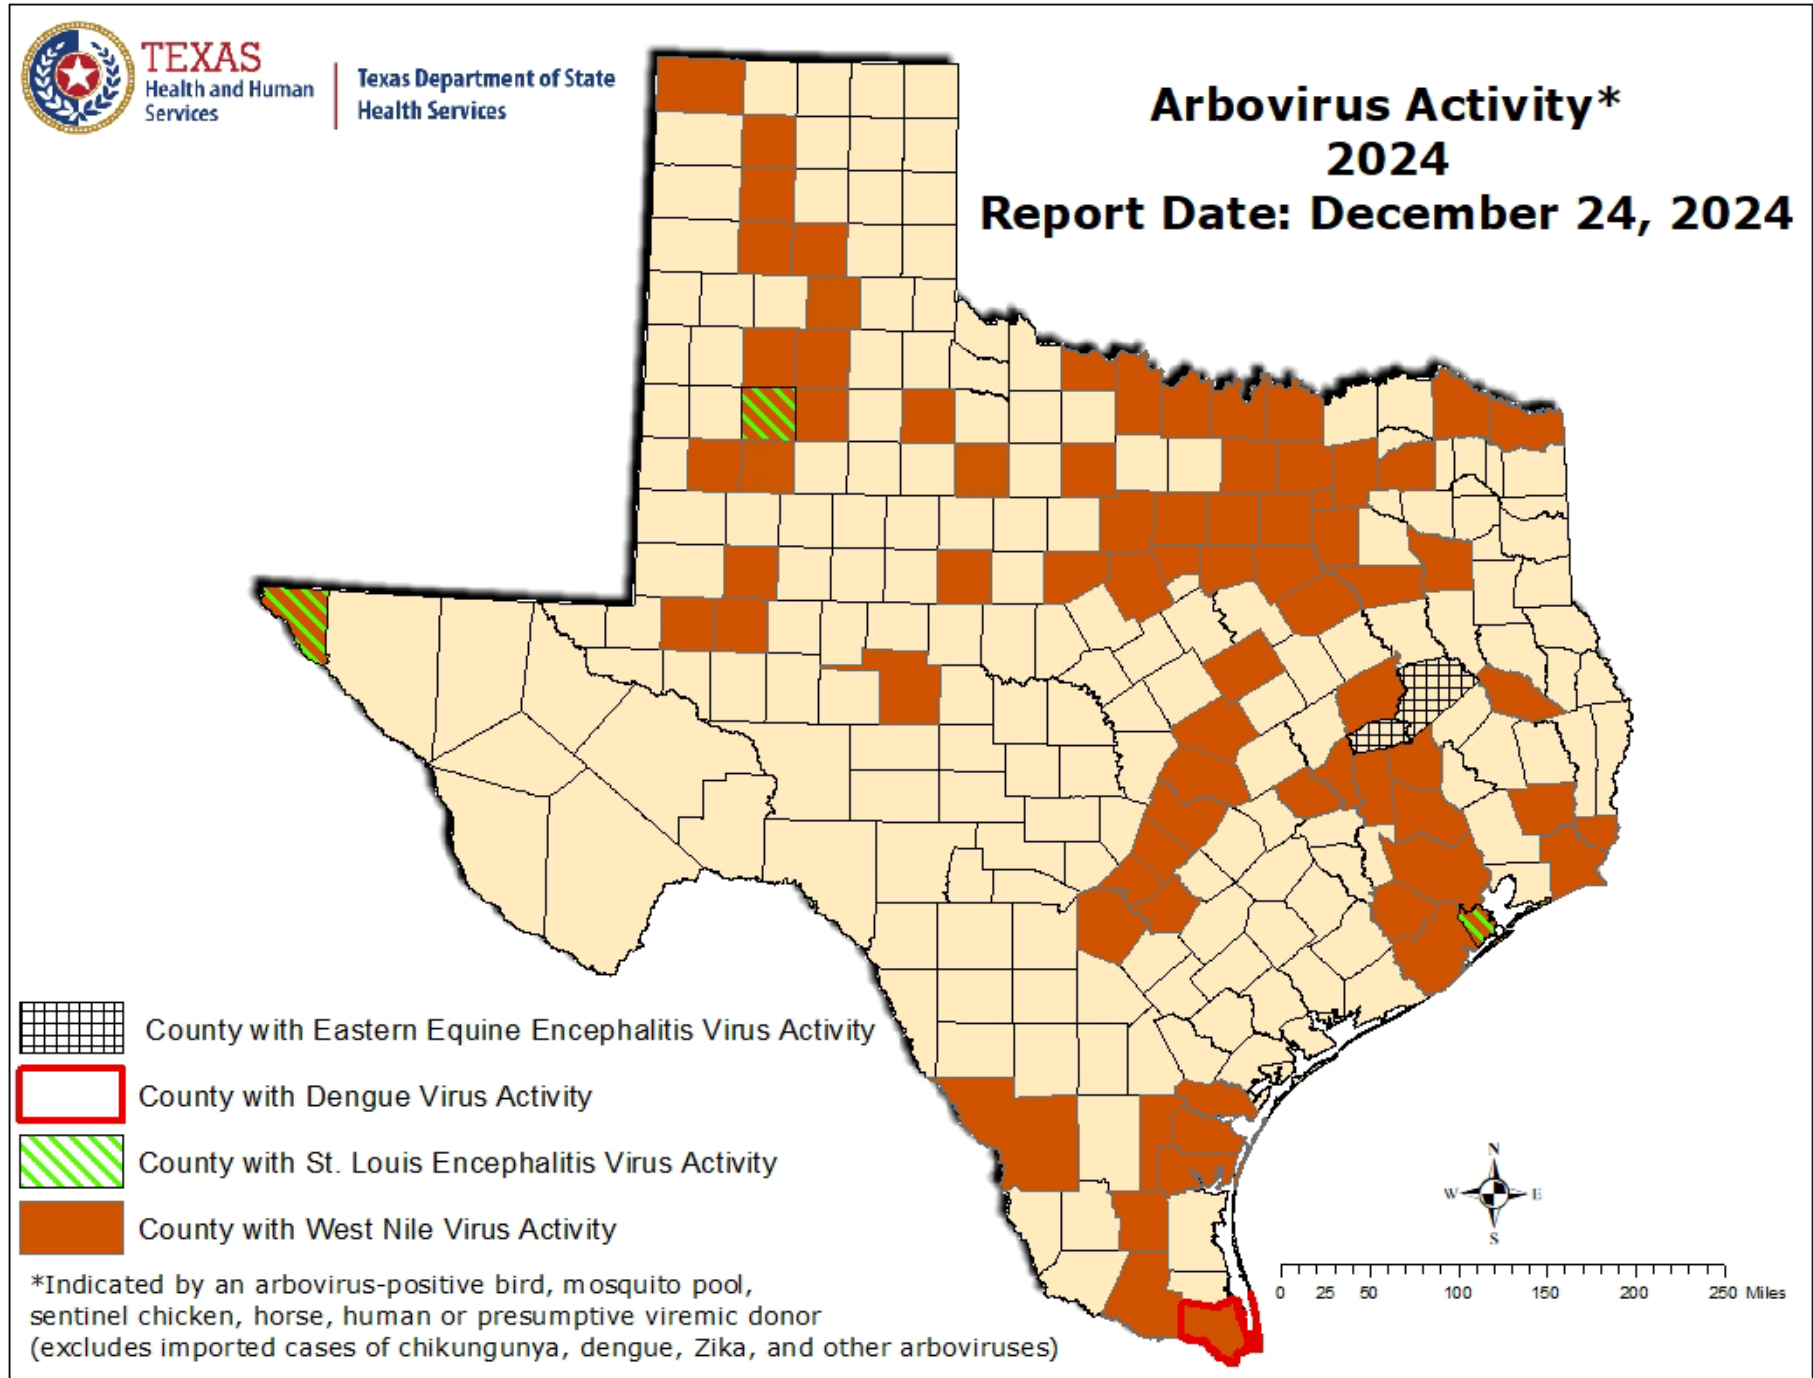 TEXAS
Health and Human
Services
Texas Department of State
Health Services
Arbovirus Activity*
2024
Report Date: December 24, 2024
County with Eastern Equine Encephalitis Virus Activity
County with Dengue Virus Activity
County with St. Louis Encephalitis Virus Activity
County with West Nile Virus Activity
*Indicated by an arbovirus-positive bird, mosquito pool,
sentinel chicken, horse, human or presumptive viremic donor
(excludes imported cases of chikungunya, dengue, Zika, and other arboviruses)
N
W E
S
0 25 50 100 150 200 250 Miles